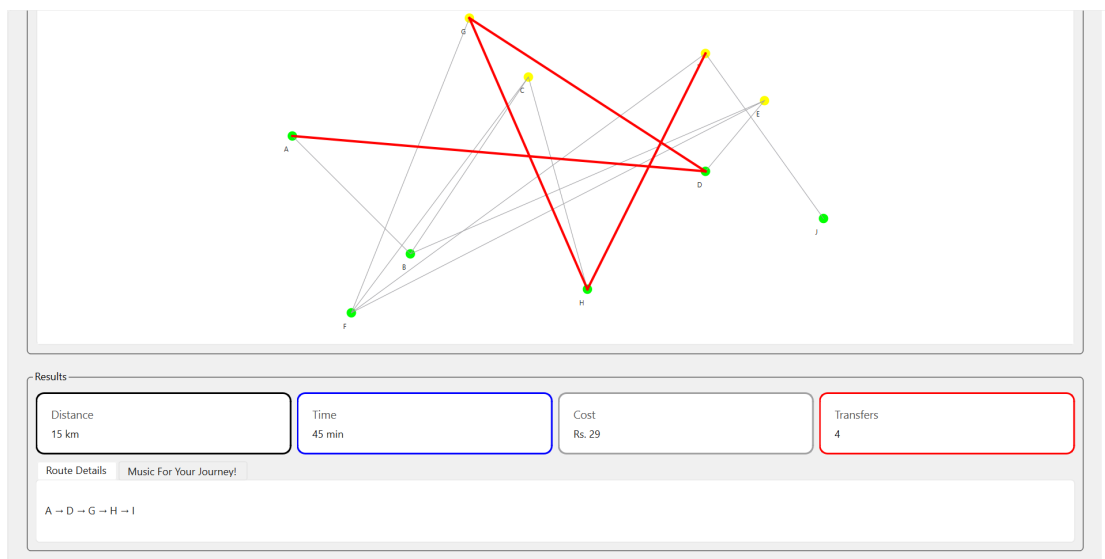 G
C
E
A
D
J
B
H
F
Results
Distance
15 km
Time
45 min
Cost
Rs. 29
Transfers
4
Route Details
Music For Your Journey!
A → D → G → H → I